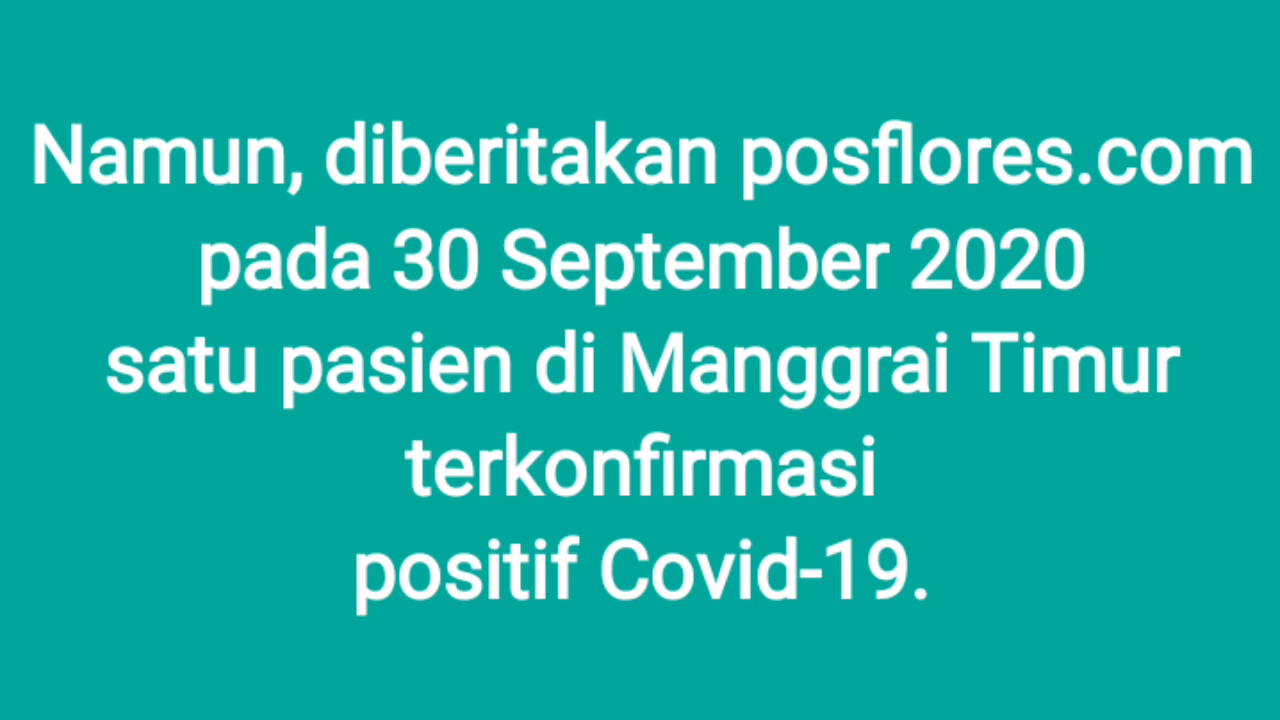 Namun, diberitakan posflores.com
pada 30 September 2020
satu pasien di Manggrai Timur
terkonfirmasi
positif Covid-19.